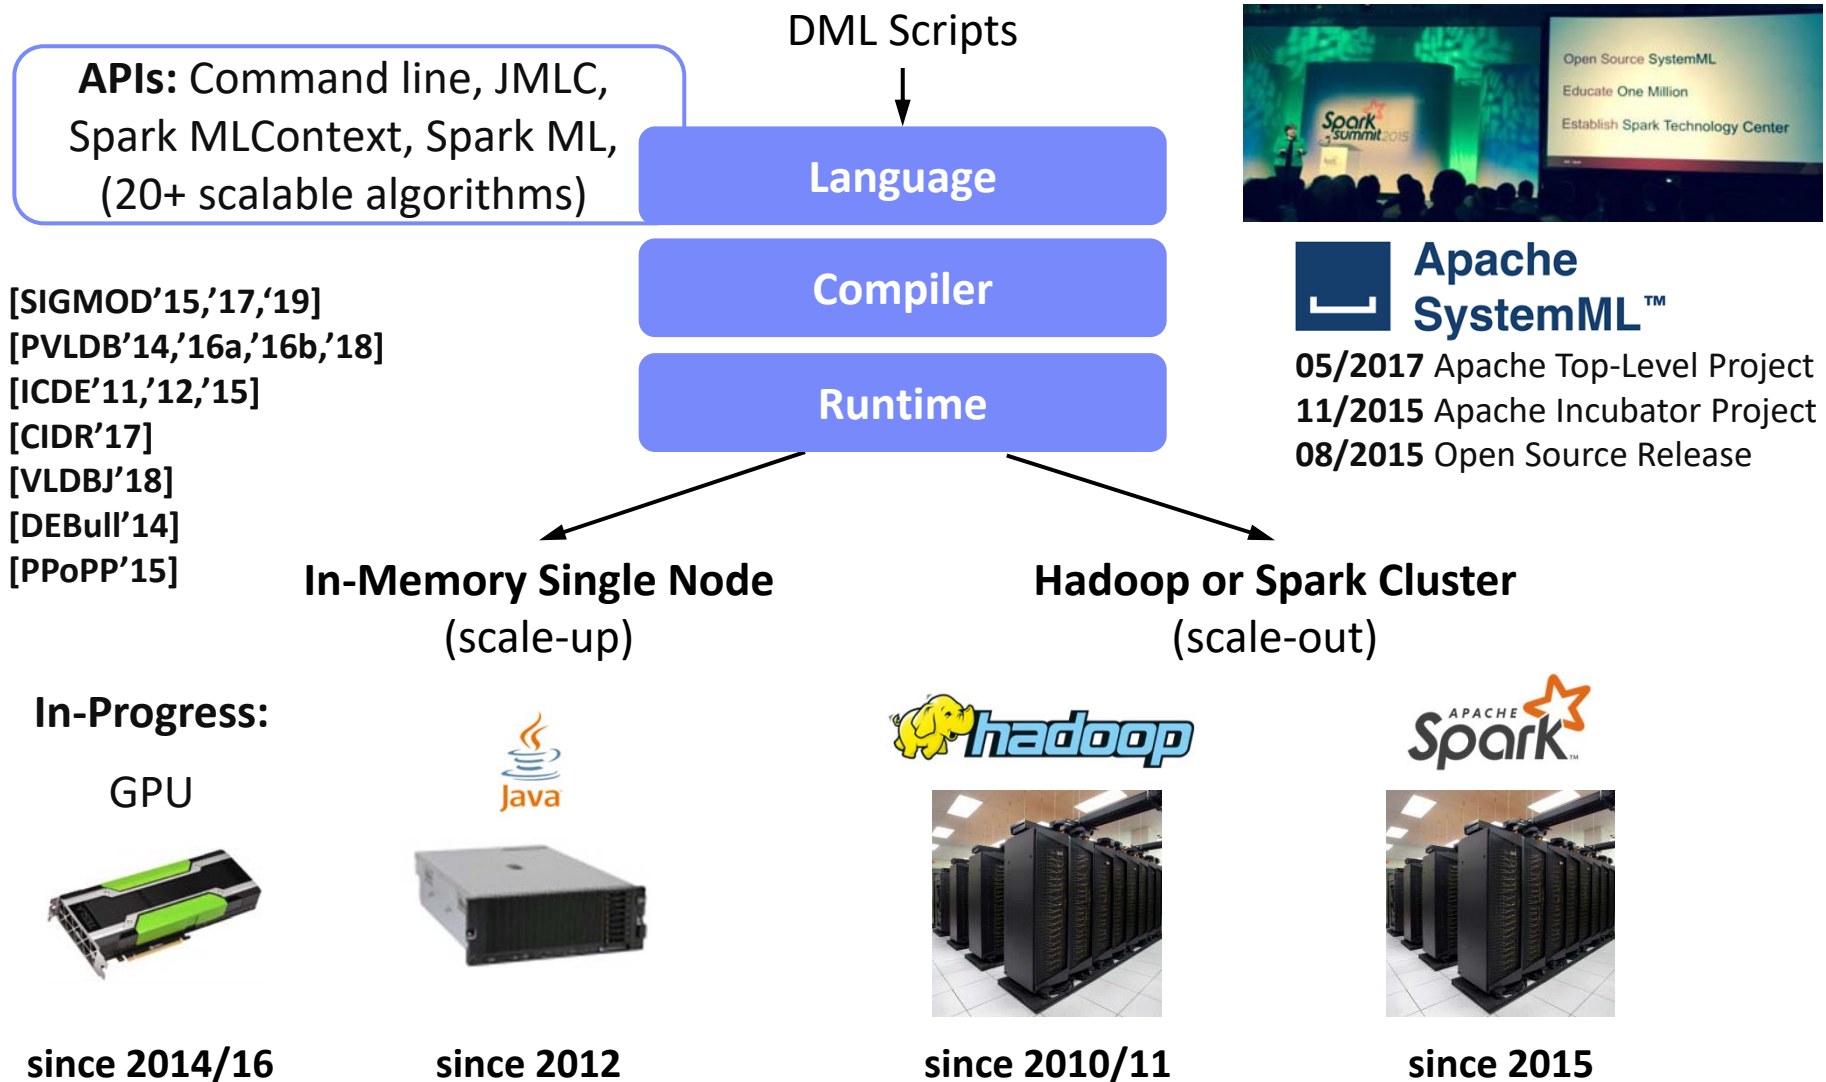 DML Scripts
APIs: Command line, JMLC,
Spark MLContext, Spark ML,
(20+ scalable algorithms)
Language
Compiler
Runtime
Spark
summit2015
Open Source SystemML
Educate One Million
Establish Spark Technology Center
Apache
SystemML™
05/2017 Apache Top-Level Project
11/2015 Apache Incubator Project
08/2015 Open Source Release
[SIGMOD’15,’17,‘19]
[PVLDB’14,’16a,’16b,’18]
[ICDE’11,’12,’15]
[CIDR’17]
[VLDBJ’18]
[DEBull’14]
[PPoPP’15]
In-Memory Single Node
(scale-up)
Hadoop or Spark Cluster
(scale-out)
In-Progress:
GPU
Java
hadoop
APACHE
Spark™
since 2014/16
since 2012
since 2010/11
since 2015